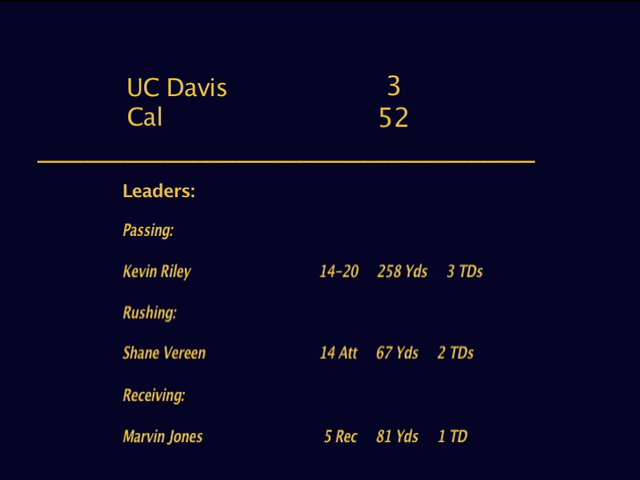 UC Davis 3
Cal 52
Leaders:
Passing:
Kevin Riley 14-20 258 Yds 3 TDs
Rushing:
Shane Vereen 14 Att 67 Yds 2 TDs
Receiving:
Marvin Jones 5 Rec 81 Yds 1 TD